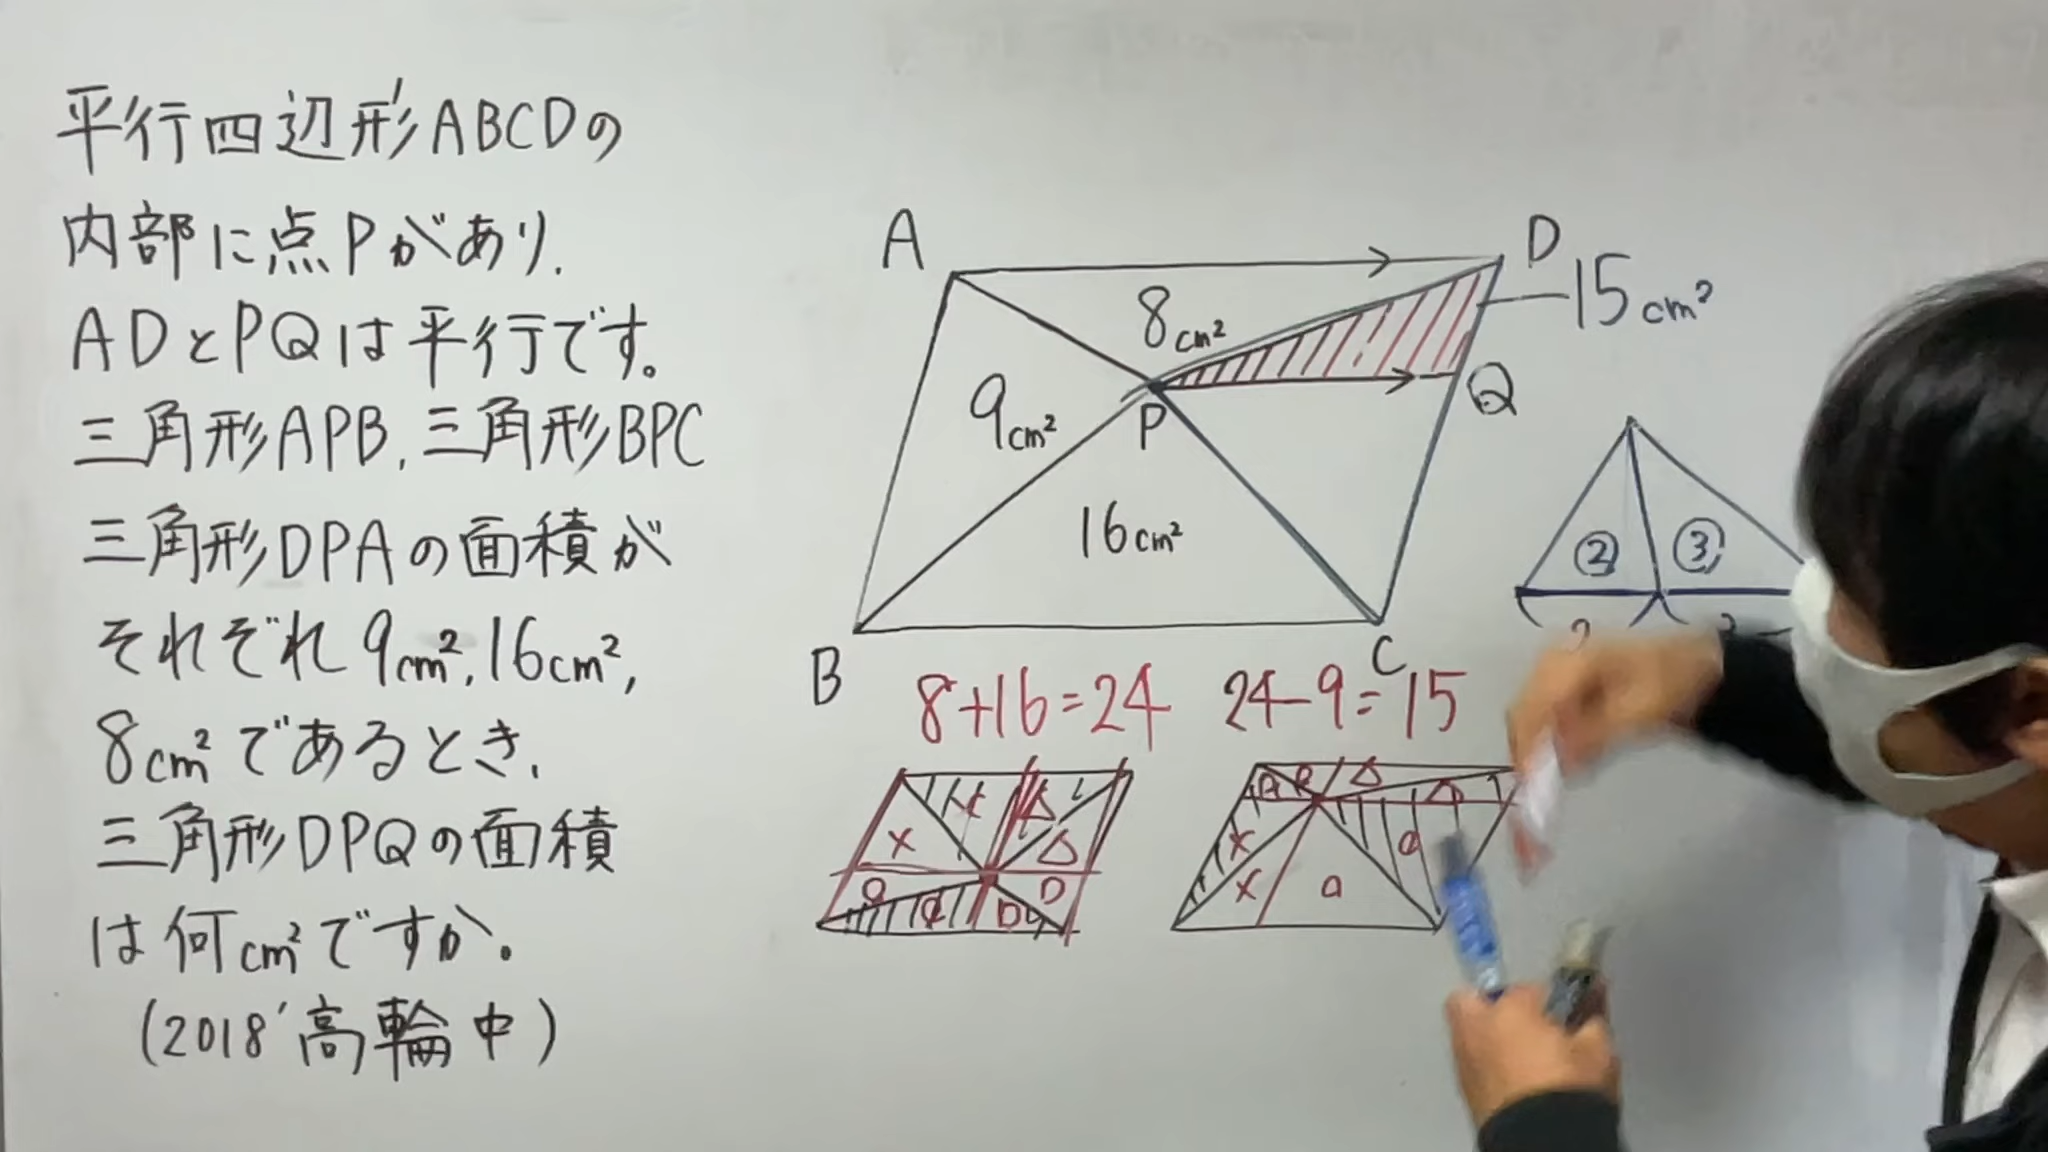 平行四辺形ABCDの
内部に点Pがあり、
ADとPQは平行です。
三角形APB、三角形BPC
三角形DPAの面積が
それぞれ9cm²、16cm²、
8cm²であるとき、
三角形DPQの面積
は何cm²ですか。
(2018'高輪中)
A
D
8cm²
15cm²
9cm²
P
Q
16cm²
B
C
② ③
8+16=24 24-9=15